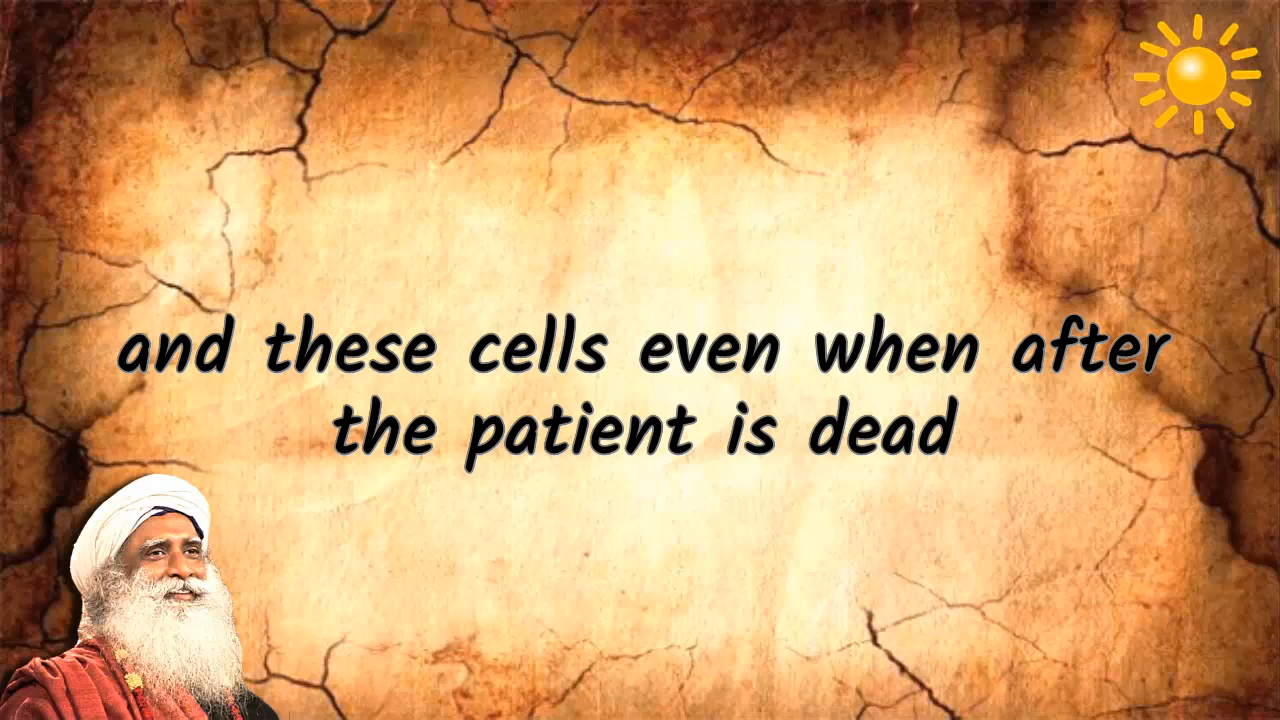 and these cells even when after
the patient is dead